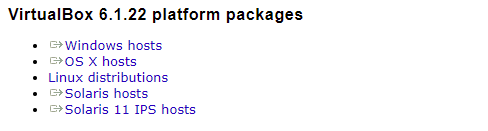 VirtualBox 6.1.22 platform packages
Windows hosts
OS X hosts
Linux distributions
Solaris hosts
Solaris 11 IPS hosts